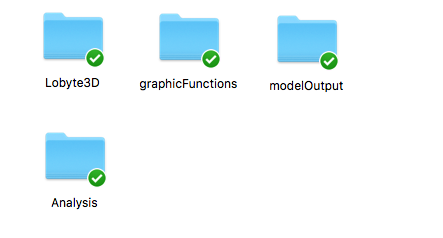 Lobyte3D
graphicFunctions
modelOutput
Analysis